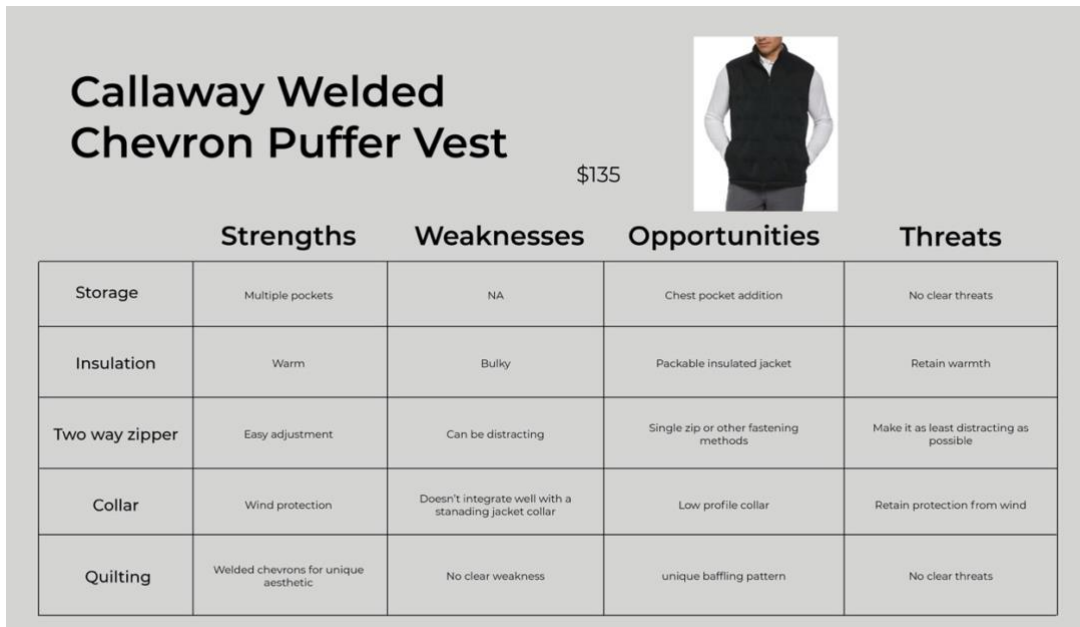 Callaway Welded
Chevron Puffer Vest
$135
Strengths
Weaknesses
Opportunities
Threats
Storage
Multiple pockets
NA
Chest pocket addition
No clear threats
Insulation
Warm
Bulky
Packable insulated jacket
Retain warmth
Two way zipper
Easy adjustment
Can be distracting
Single zip or other fastening
methods
Make it as least distracting as
possible
Collar
Wind protection
Doesn't integrate well with a
stanading jacket collar
Low profile collar
Retain protection from wind
Quilting
Welded chevrons for unique
aesthetic
No clear weakness
unique baffling pattern
No clear threats